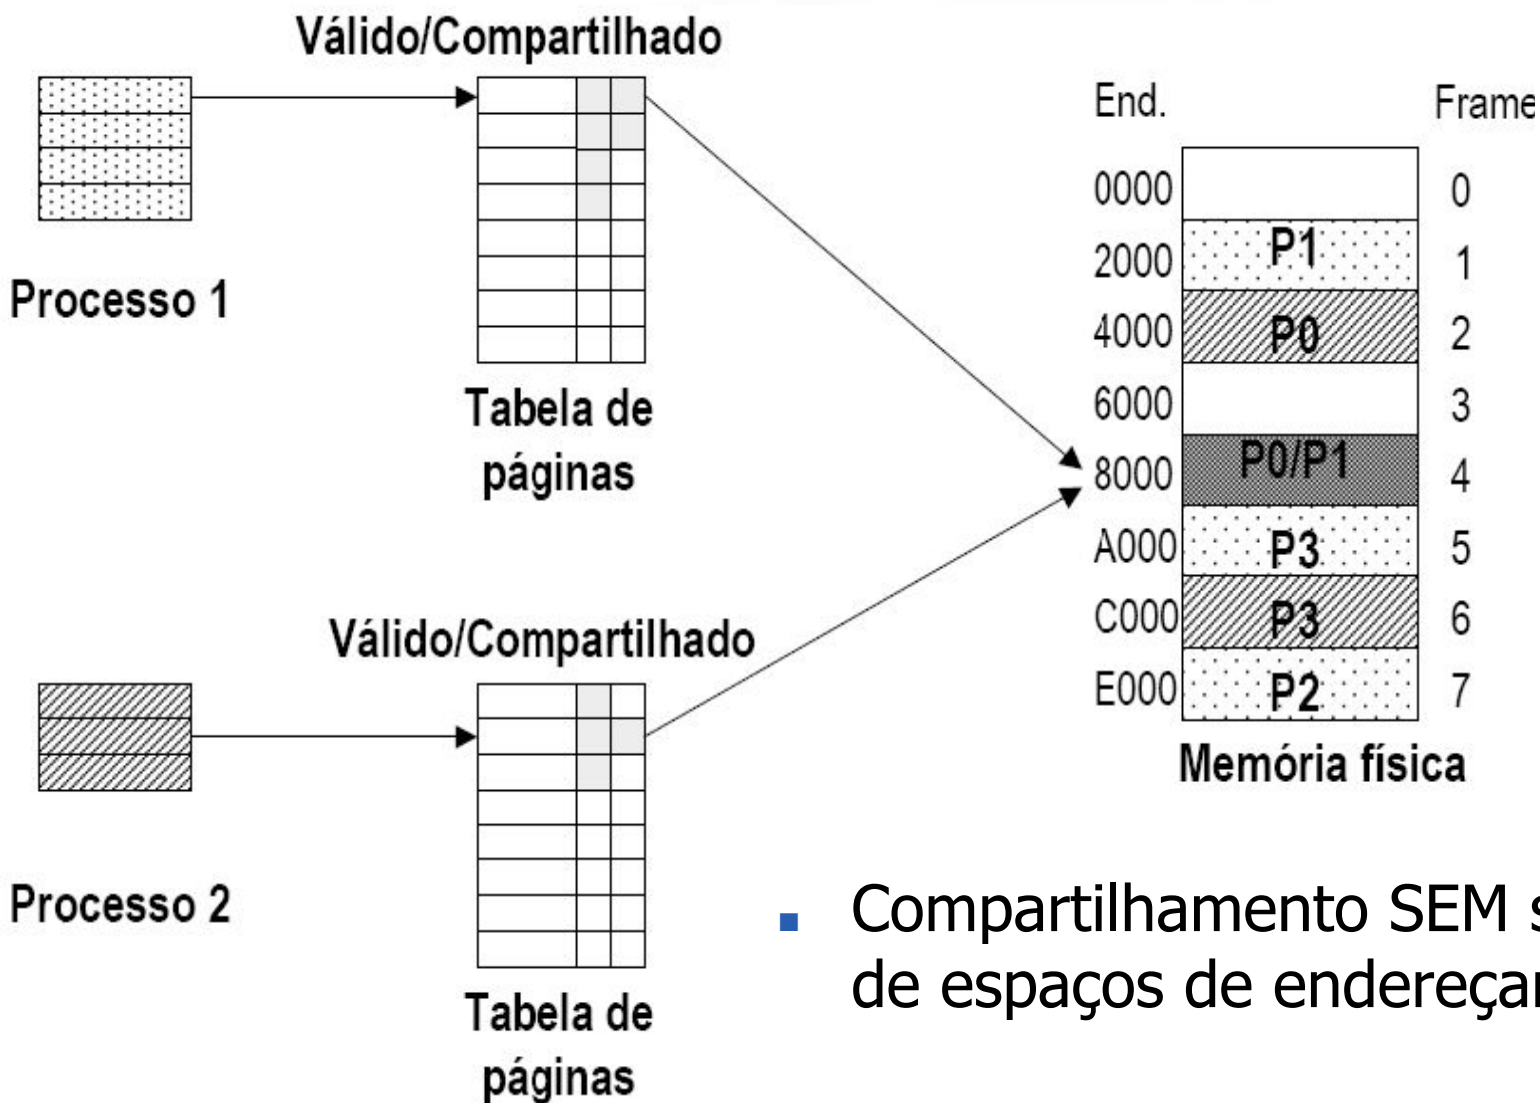 Válido/Compartilhado
Processo 1
Tabela de
páginas
End.
Frame
0000
0
2000
P1
1
4000
P0
2
6000
3
8000
P0/P1
4
A000
P3
5
C000
P3
6
E000
P2
7
Memória física
Válido/Compartilhado
Processo 2
Tabela de
páginas
Compartilhamento SEM
de espaços de